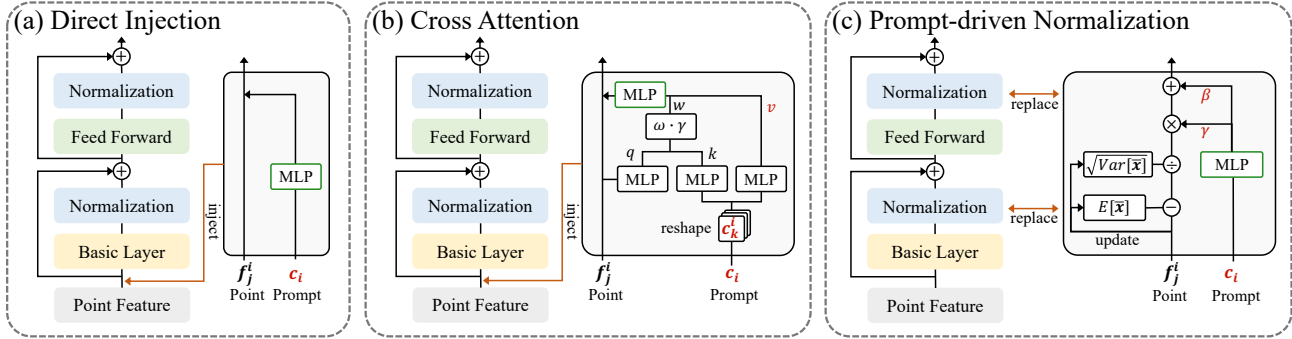 (a) Direct Injection
Normalization
Feed Forward
Normalization
Basic Layer
Point Feature
inject
MLP
f_j^i
c_i
Point
Prompt
(b) Cross Attention
Normalization
Feed Forward
Normalization
Basic Layer
Point Feature
inject
MLP
w
v
ω · γ
q
k
MLP
MLP
MLP
reshape
c_k^i
f_j^i
c_i
Point
Prompt
(c) Prompt-driven Normalization
Normalization
Feed Forward
Normalization
Basic Layer
Point Feature
replace
replace
+
β
×
γ
√Var[x̅]
÷
MLP
E[x̅]
−
update
f_j^i
c_i
Point
Prompt